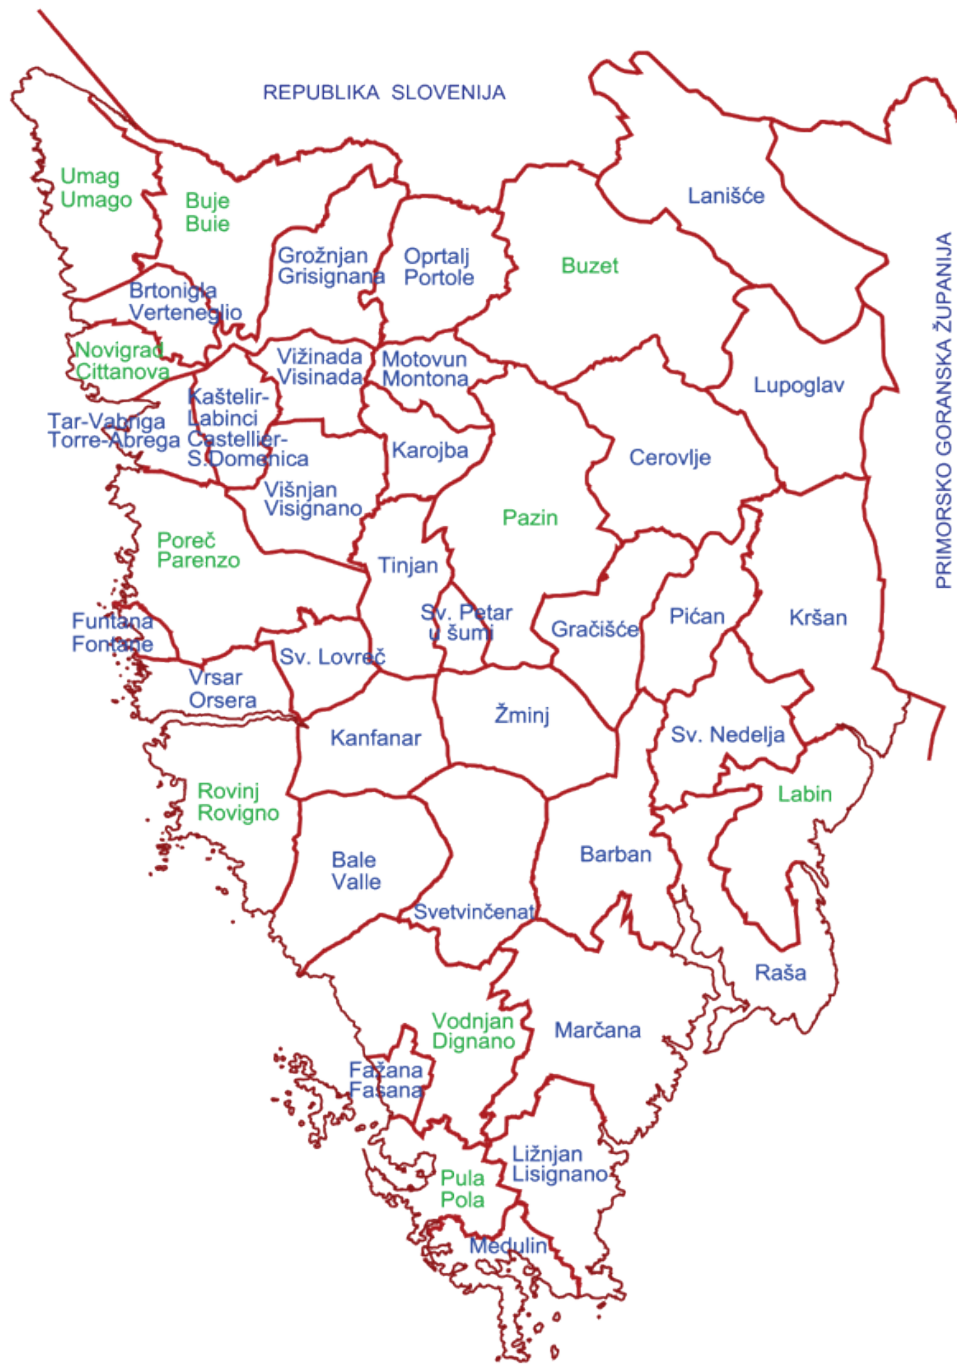 REPUBLIKA SLOVENIJA
PRIMORSKO GORANSKA ŽUPANIJA
Umag
Umago
Buje
Buie
Lanišće
Grožnjan
Grisignana
Oprtalj
Portole
Buzet
Brtonigla
Verteneglio
Novigrad
Cittanova
Vižinada
Visinada
Motovun
Montona
Lupoglav
Tar-Vabriga
Torre-Abrega
Kaštelir-
Labinci
Castellier-
S.Domenica
Karojba
Cerovlje
Višnjan
Visignano
Pazin
Poreč
Parenzo
Tinjan
Funtana
Fontane
Sv. Petar
u šumi
Gračišće
Pićan
Kršan
Sv. Lovreč
Vrsar
Orsera
Kanfanar
Žminj
Sv. Nedelja
Rovinj
Rovigno
Labin
Bale
Valle
Barban
Svetvinčenat
Raša
Vodnjan
Dignano
Marčana
Fažana
Fasana
Ližnjan
Lisignano
Pula
Pola
Medulin